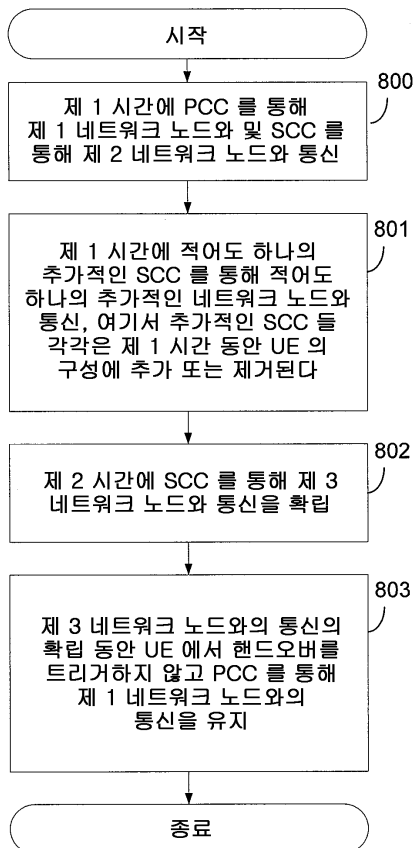 시작
제 1 시간에 PCC 를 통해
제 1 네트워크 노드와 및 SCC 를
통해 제 2 네트워크 노드와 통신
800
제 1 시간에 적어도 하나의
추가적인 SCC 를 통해 적어도
하나의 추가적인 네트워크 노드와
통신, 여기서 추가적인 SCC 들
각각은 제 1 시간 동안 UE 의
구성에 추가 또는 제거된다
801
제 2 시간에 SCC 를 통해 제 3
네트워크 노드와 통신을 확립
802
제 3 네트워크 노드와의 통신의
확립 동안 UE 에서 핸드오버를
트리거하지 않고 PCC 를 통해
제 1 네트워크 노드와의
통신을 유지
803
종료